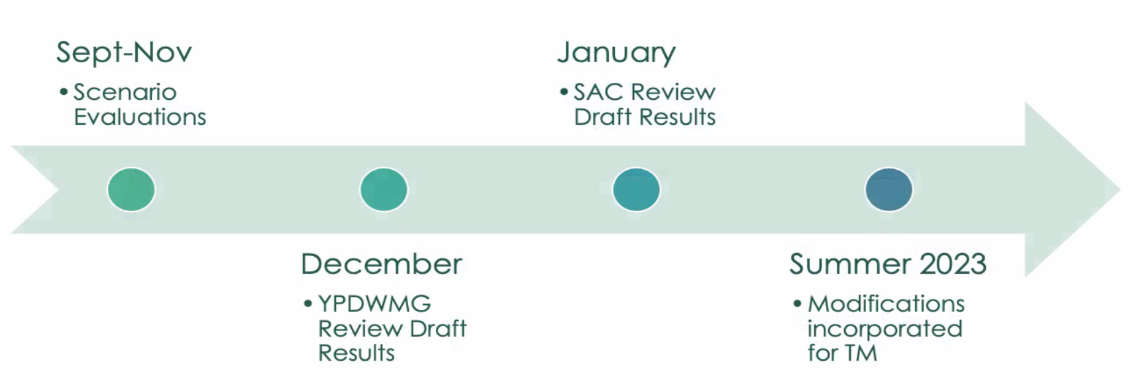 Sept-Nov
• Scenario
Evaluations
December
• YPDWMG
Review Draft
Results
January
• SAC Review
Draft Results
Summer 2023
• Modifications
incorporated
for TM